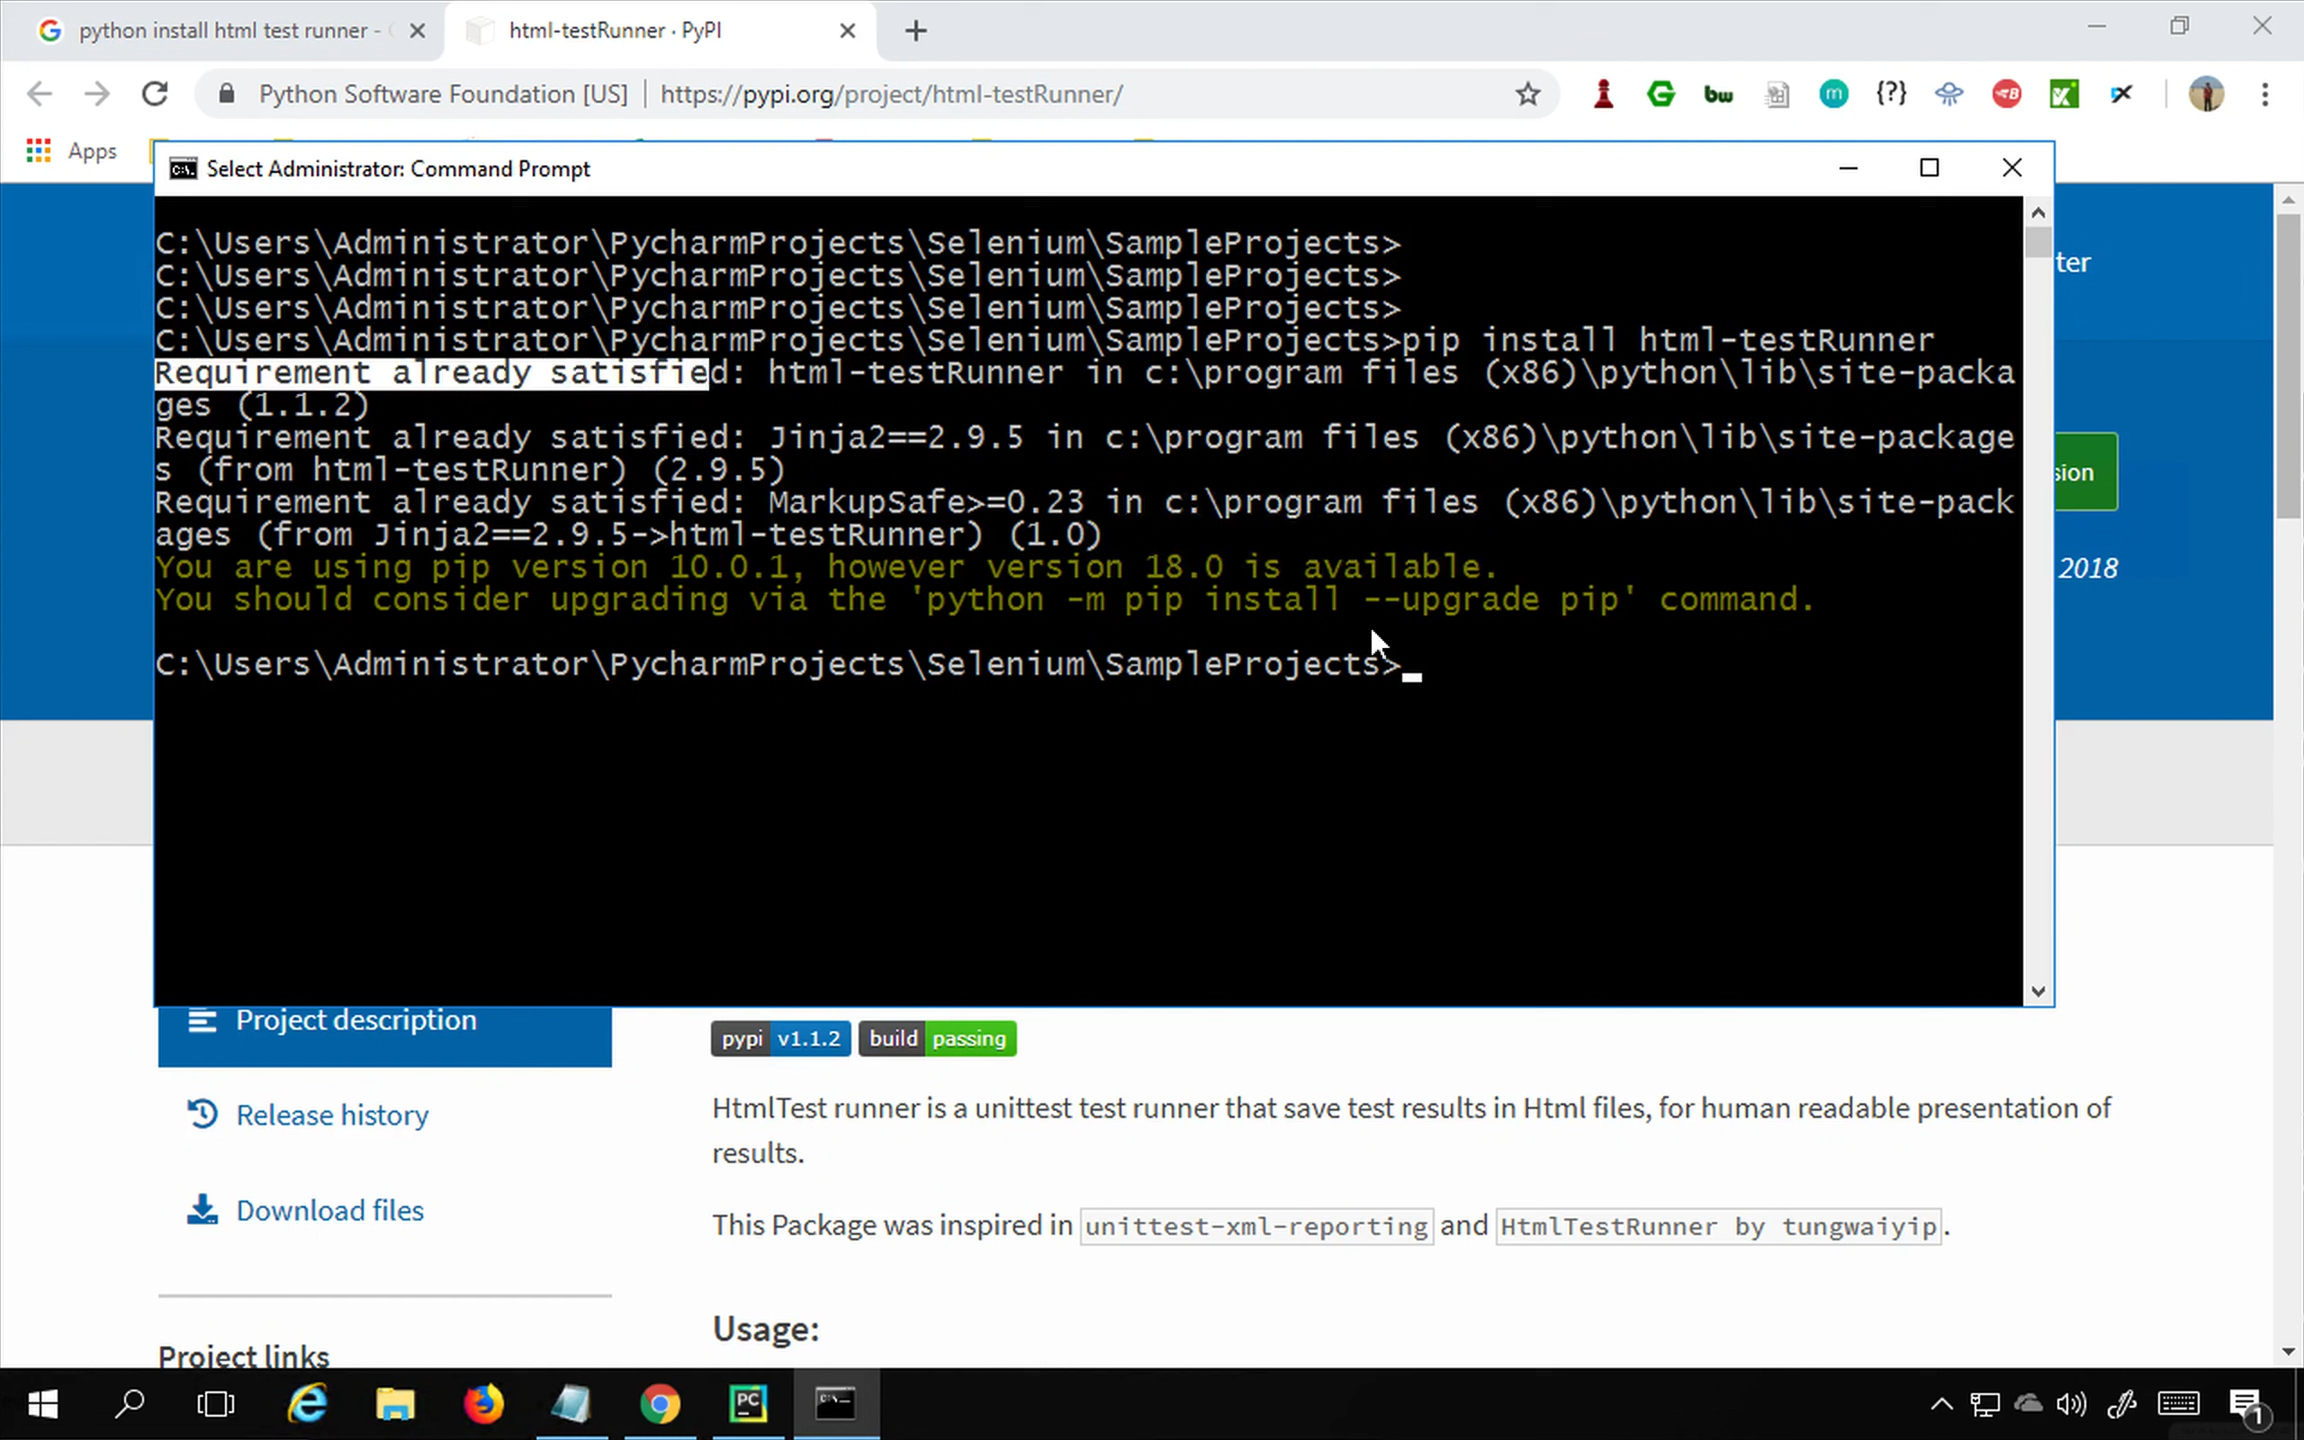 python install html test runner -
html-testRunner · PyPI
Python Software Foundation [US] | https://pypi.org/project/html-testRunner/
bw
m
{?}
B
Apps
Select Administrator: Command Prompt
C:\Users\Administrator\PycharmProjects\Selenium\SampleProjects>
C:\Users\Administrator\PycharmProjects\Selenium\SampleProjects>
C:\Users\Administrator\PycharmProjects\Selenium\SampleProjects>
C:\Users\Administrator\PycharmProjects\Selenium\SampleProjects>pip install html-testRunner
Requirement already satisfied: html-testRunner in c:\program files (x86)\python\lib\site-packa
ges (1.1.2)
Requirement already satisfied: Jinja2==2.9.5 in c:\program files (x86)\python\lib\site-package
s (from html-testRunner) (2.9.5)
Requirement already satisfied: MarkupSafe>=0.23 in c:\program files (x86)\python\lib\site-pack
ages (from Jinja2==2.9.5->html-testRunner) (1.0)
You are using pip version 10.0.1, however version 18.0 is available.
You should consider upgrading via the 'python -m pip install --upgrade pip' command.
C:\Users\Administrator\PycharmProjects\Selenium\SampleProjects>
ter
sion
2018
Project description
Release history
Download files
Project links
pypi v1.1.2 build passing
HtmlTest runner is a unittest test runner that save test results in Html files, for human readable presentation of
results.
This Package was inspired in unittest-xml-reporting and HtmlTestRunner by tungwaiyip.
Usage:
PC
1